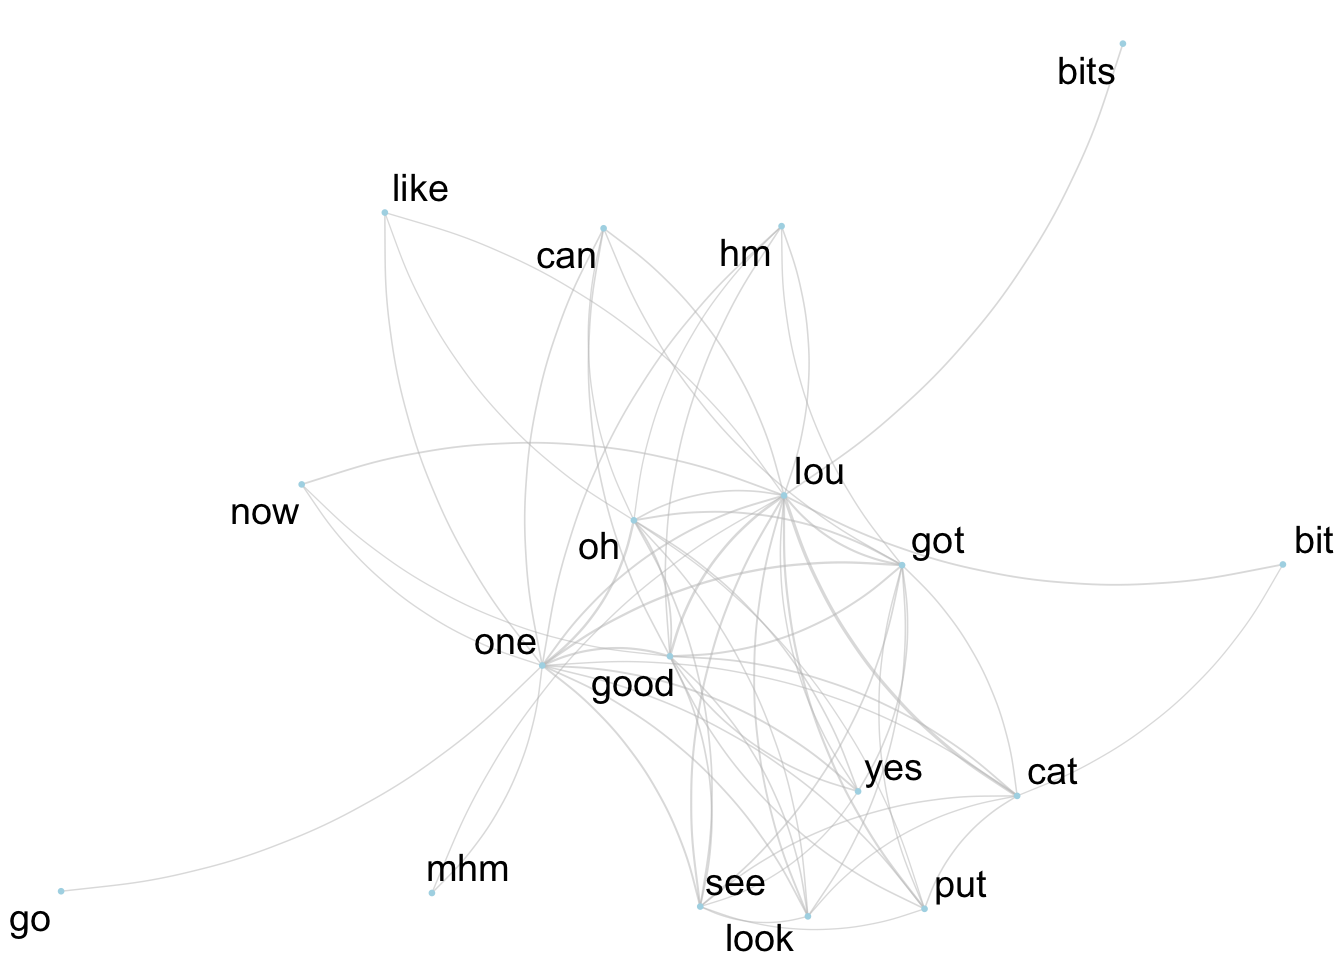 bits
like
can
hm
lou
now
oh
got
bit
one
good
yes
cat
mhm
see
put
go
look